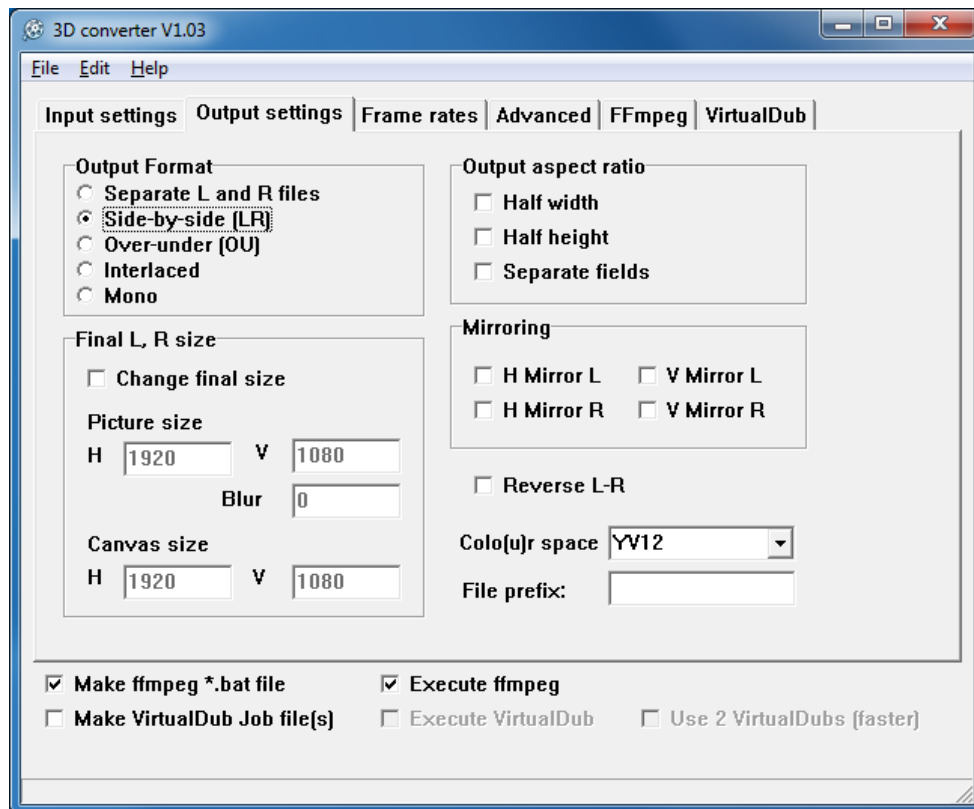 3D converter V1.03
File Edit Help
Input settings Output settings Frame rates Advanced FFmpeg VirtualDub
Output Format
Separate L and R files
Side-by-side (LR)
Over-under (OU)
Interlaced
Mono
Output aspect ratio
Half width
Half height
Separate fields
Final L, R size
Change final size
Picture size
H 1920 V 1080
Blur 0
Canvas size
H 1920 V 1080
Mirroring
H Mirror L V Mirror L
H Mirror R V Mirror R
Reverse L-R
Colo(u)r space YV12
File prefix:
Make ffmpeg *.bat file Execute ffmpeg
Make VirtualDub Job file(s) Execute VirtualDub Use 2 VirtualDubs (faster)